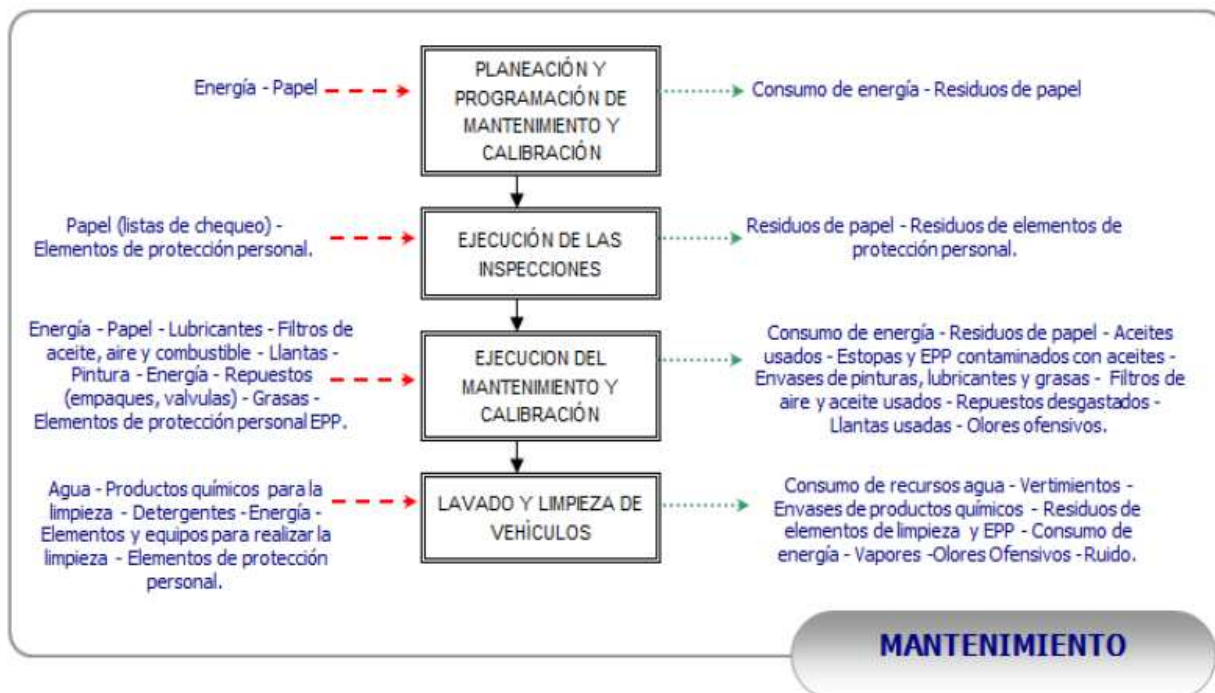 Energía - Papel
PLANEACIÓN Y
PROGRAMACIÓN DE
MANTENIMIENTO Y
CALIBRACIÓN
Consumo de energía - Residuos de papel
Papel (listas de chequeo) -
Elementos de protección personal.
EJECUCIÓN DE LAS
INSPECCIONES
Residuos de papel - Residuos de elementos de
protección personal.
Energía - Papel - Lubricantes - Filtros de
aceite, aire y combustible - Llantas -
Pintura - Energía - Repuestos
(empaques, valvulas) - Grasas -
Elementos de protección personal EPP.
EJECUCION DEL
MANTENIMIENTO Y
CALIBRACIÓN
Consumo de energía - Residuos de papel - Aceites
usados - Estopas y EPP contaminados con aceites -
Envases de pinturas, lubricantes y grasas - Filtros de
aire y aceite usados - Repuestos desgastados -
Llantas usadas - Olores ofensivos.
Agua - Productos químicos para la
limpieza - Detergentes - Energía -
Elementos y equipos para realizar la
limpieza - Elementos de protección
personal.
LAVADO Y LIMPIEZA DE
VEHÍCULOS
Consumo de recursos agua - Vertimientos -
Envases de productos químicos - Residuos de
elementos de limpieza y EPP - Consumo de
energía - Vapores -Olores Ofensivos - Ruido.
MANTENIMIENTO